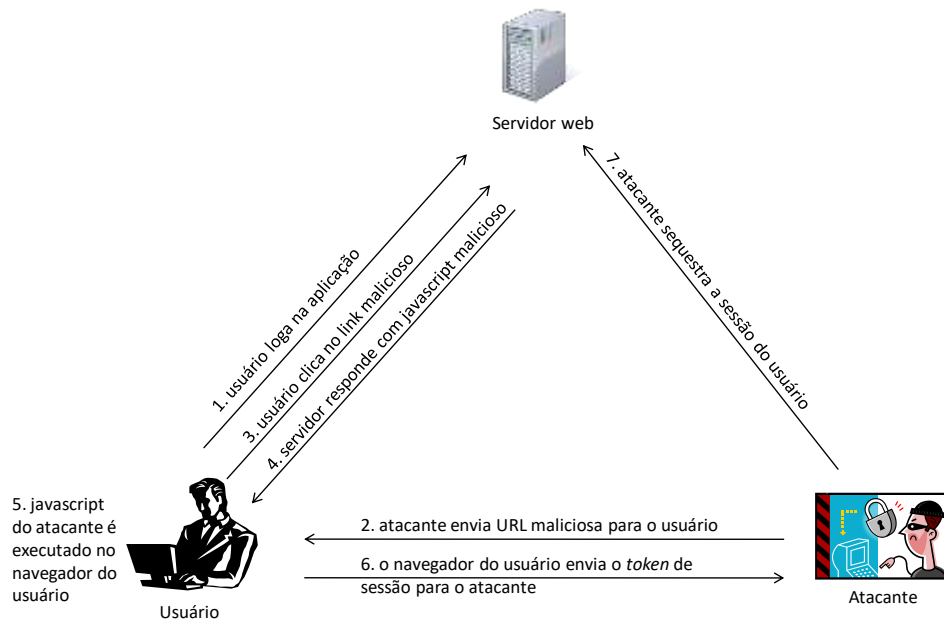 Servidor web
1. usuário loga na aplicação
3. usuário clica no link malicioso
4. servidor responde com javascript malicioso
7. atacante sequestra a sessão do usuário
5. javascript
do atacante é
executado no
navegador do
usuário
2. atacante envia URL maliciosa para o usuário
6. o navegador do usuário envia o token de
sessão para o atacante
Usuário
Atacante